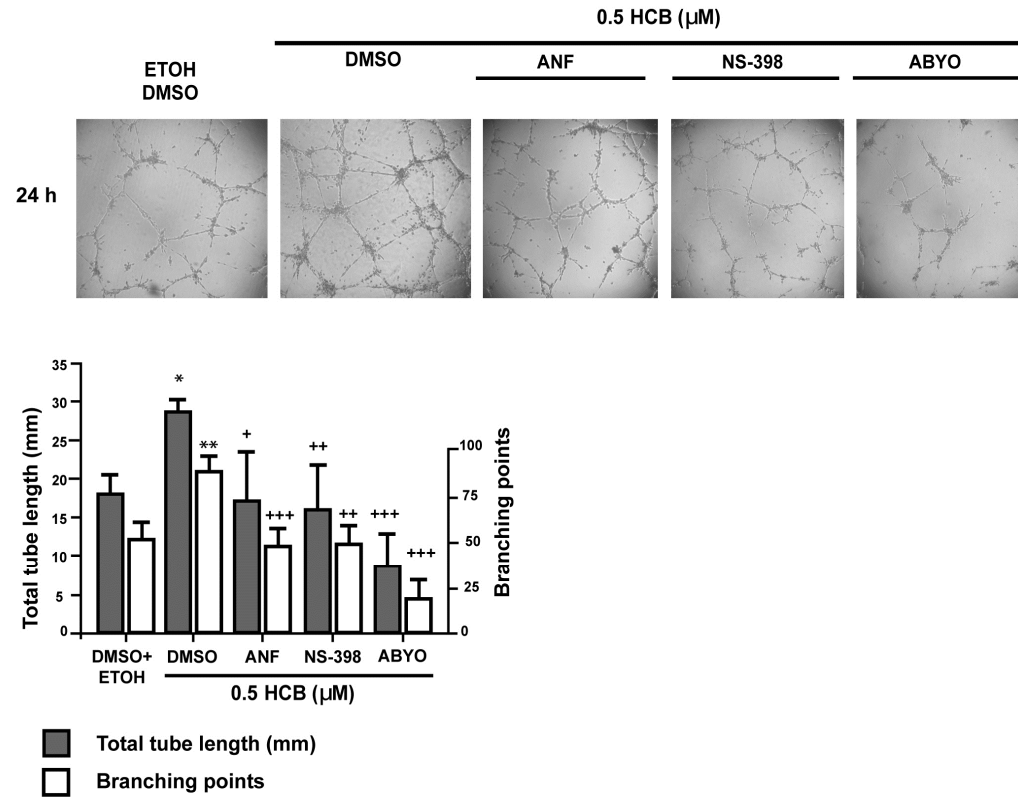 0.5 HCB (μM)
ETOH
DMSO
DMSO
ANF
NS-398
ABYO
24 h
Total tube length (mm)
35
30
25
20
15
10
5
0
*
**
+
+++
++
++
+++
+++
100
75
50
25
0
Branching points
DMSO+
ETOH
DMSO
ANF
NS-398
ABYO
0.5 HCB (μM)
Total tube length (mm)
Branching points